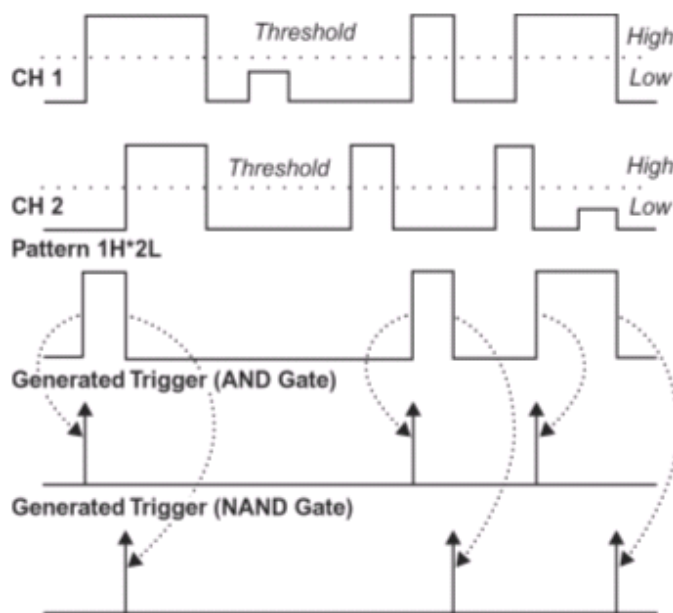 Threshold
High
CH 1
Low
Threshold
High
CH 2
Low
Pattern 1H*2L
Generated Trigger (AND Gate)
Generated Trigger (NAND Gate)